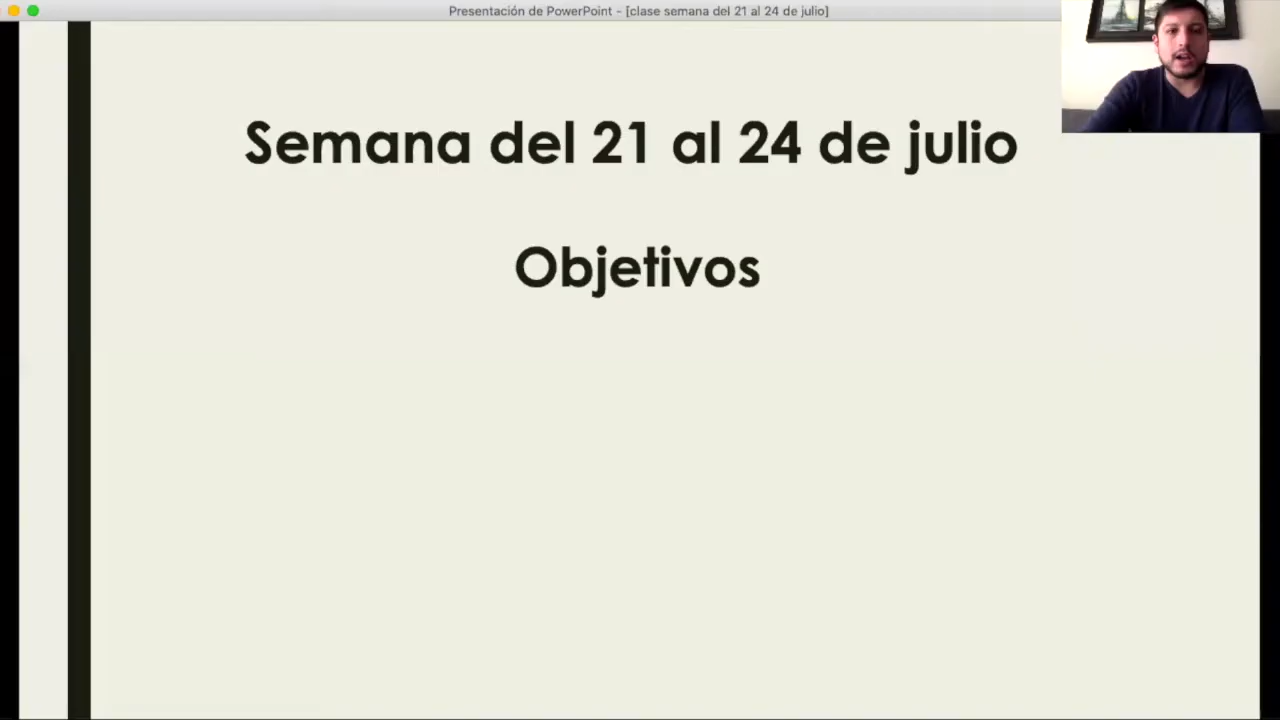 Presentación de PowerPoint - [clase semana del 21 al 24 de julio]
Semana del 21 al 24 de julio
Objetivos